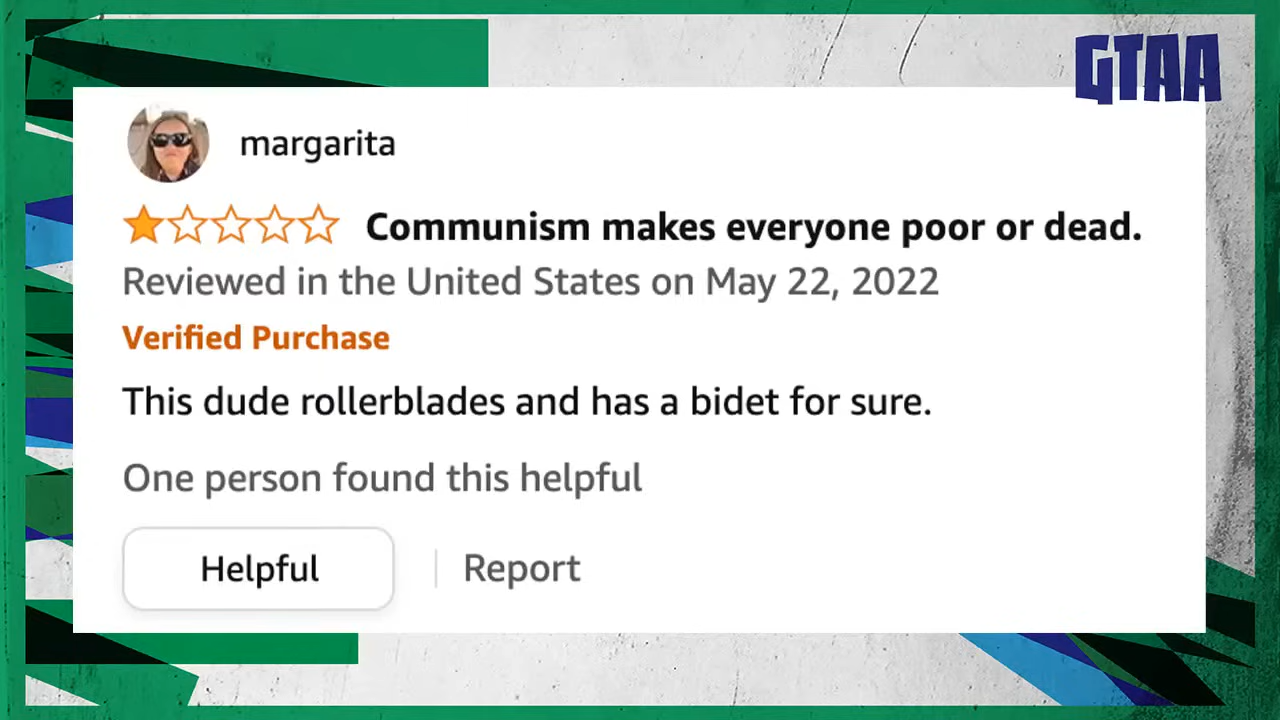 GTAA
margarita
Communism makes everyone poor or dead.
Reviewed in the United States on May 22, 2022
Verified Purchase
This dude rollerblades and has a bidet for sure.
One person found this helpful
Helpful
Report